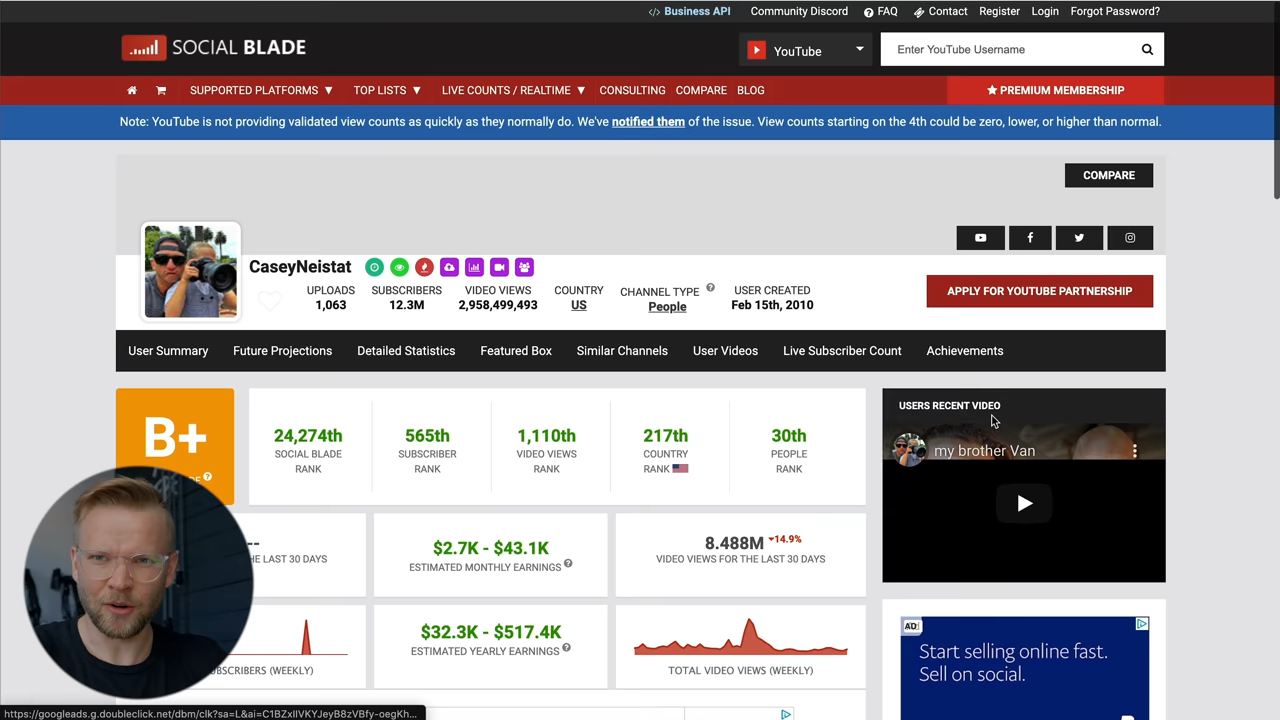 Business API
Community Discord
FAQ
Contact
Register
Login
Forgot Password?
SOCIAL BLADE
YouTube
Enter YouTube Username
SUPPORTED PLATFORMS ▼
TOP LISTS ▼
LIVE COUNTS / REALTIME ▼
CONSULTING
COMPARE
BLOG
PREMIUM MEMBERSHIP
Note: YouTube is not providing validated view counts as quickly as they normally do. We've notified them of the issue. View counts starting on the 4th could be zero, lower, or higher than normal.
COMPARE
CaseyNeistat
UPLOADS
1,063
SUBSCRIBERS
12.3M
VIDEO VIEWS
2,958,499,493
COUNTRY
US
CHANNEL TYPE
People
USER CREATED
Feb 15th, 2010
APPLY FOR YOUTUBE PARTNERSHIP
User Summary
Future Projections
Detailed Statistics
Featured Box
Similar Channels
User Videos
Live Subscriber Count
Achievements
B+
24,274th
SOCIAL BLADE
RANK
565th
SUBSCRIBER
RANK
1,110th
VIDEO VIEWS
RANK
217th
COUNTRY
RANK
30th
PEOPLE
RANK
USERS RECENT VIDEO
my brother Van
--
THE LAST 30 DAYS
$2.7K - $43.1K
ESTIMATED MONTHLY EARNINGS
8.488M -14.9%
VIDEO VIEWS FOR THE LAST 30 DAYS
(WEEKLY)
$32.3K - $517.4K
ESTIMATED YEARLY EARNINGS
TOTAL VIDEO VIEWS (WEEKLY)
AD
Start selling online fast.
Sell on social.